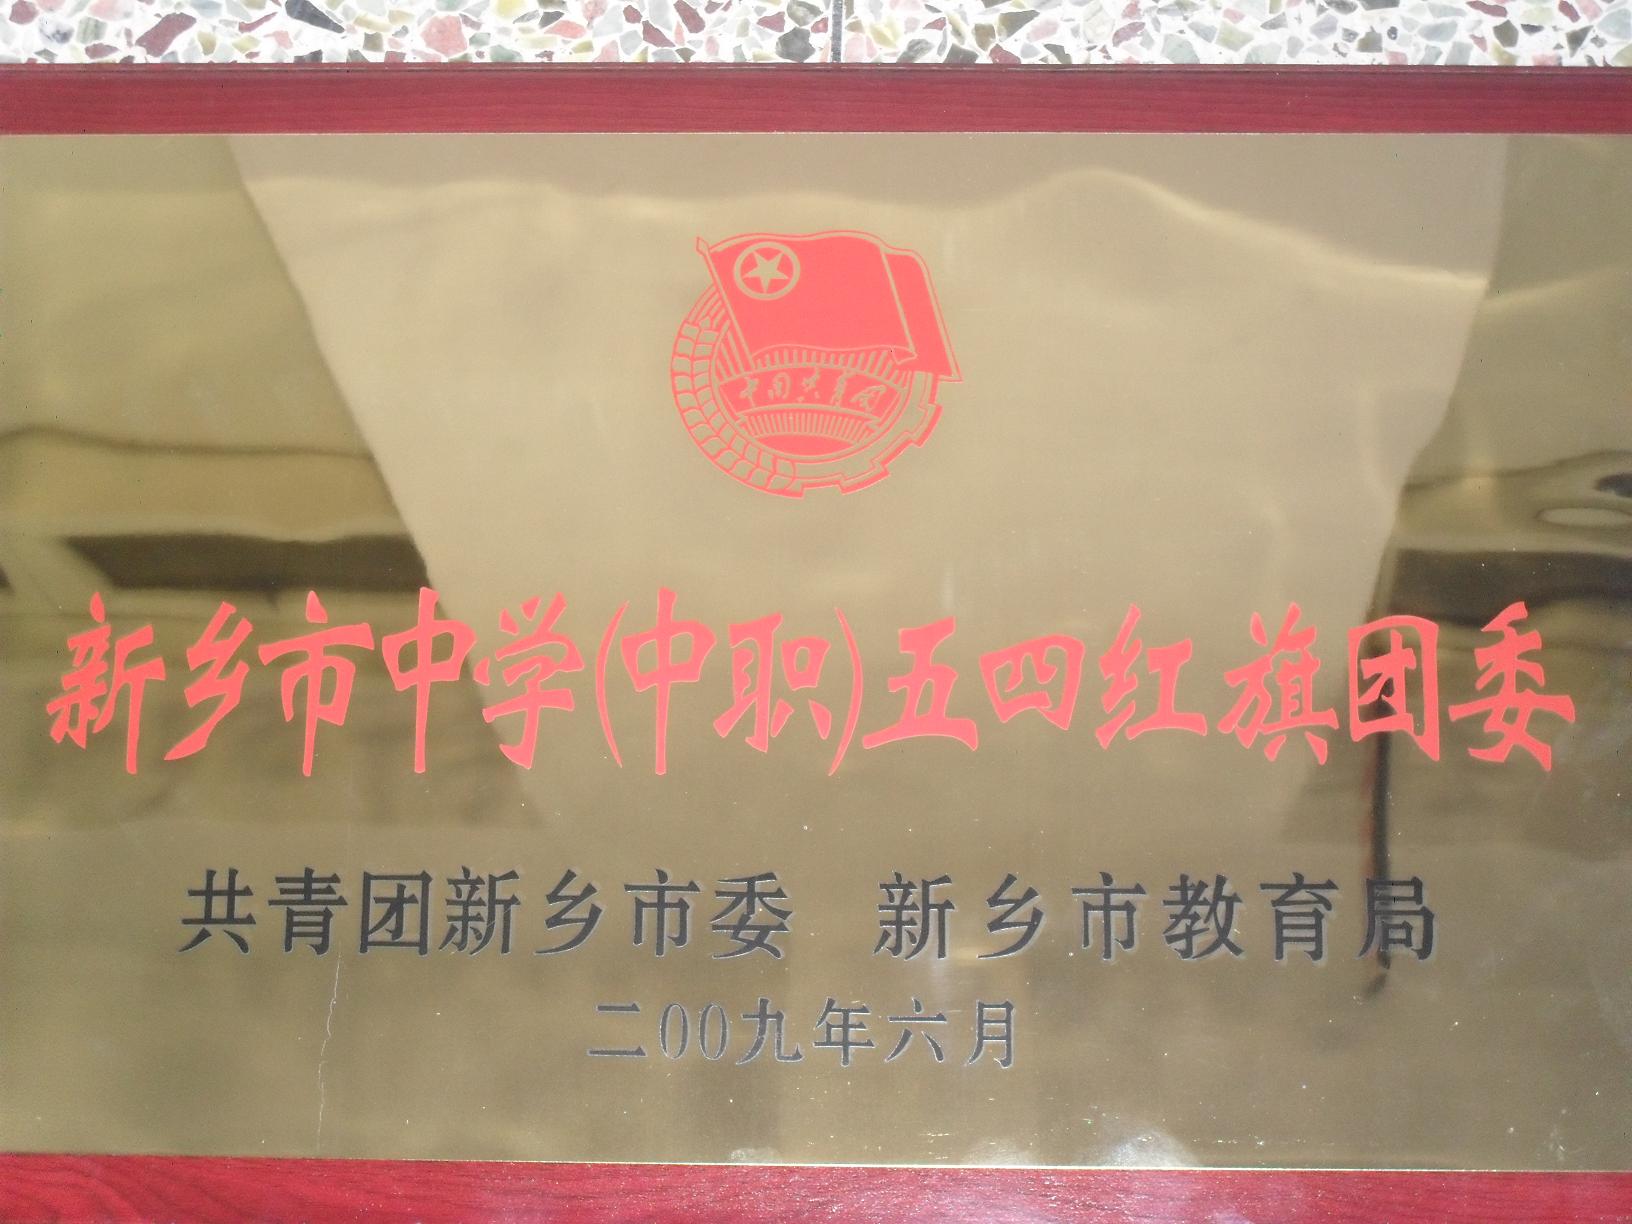 中国共青团
新乡市中学(中职)五四红旗团委
共青团新乡市委 新乡市教育局
二00九年六月